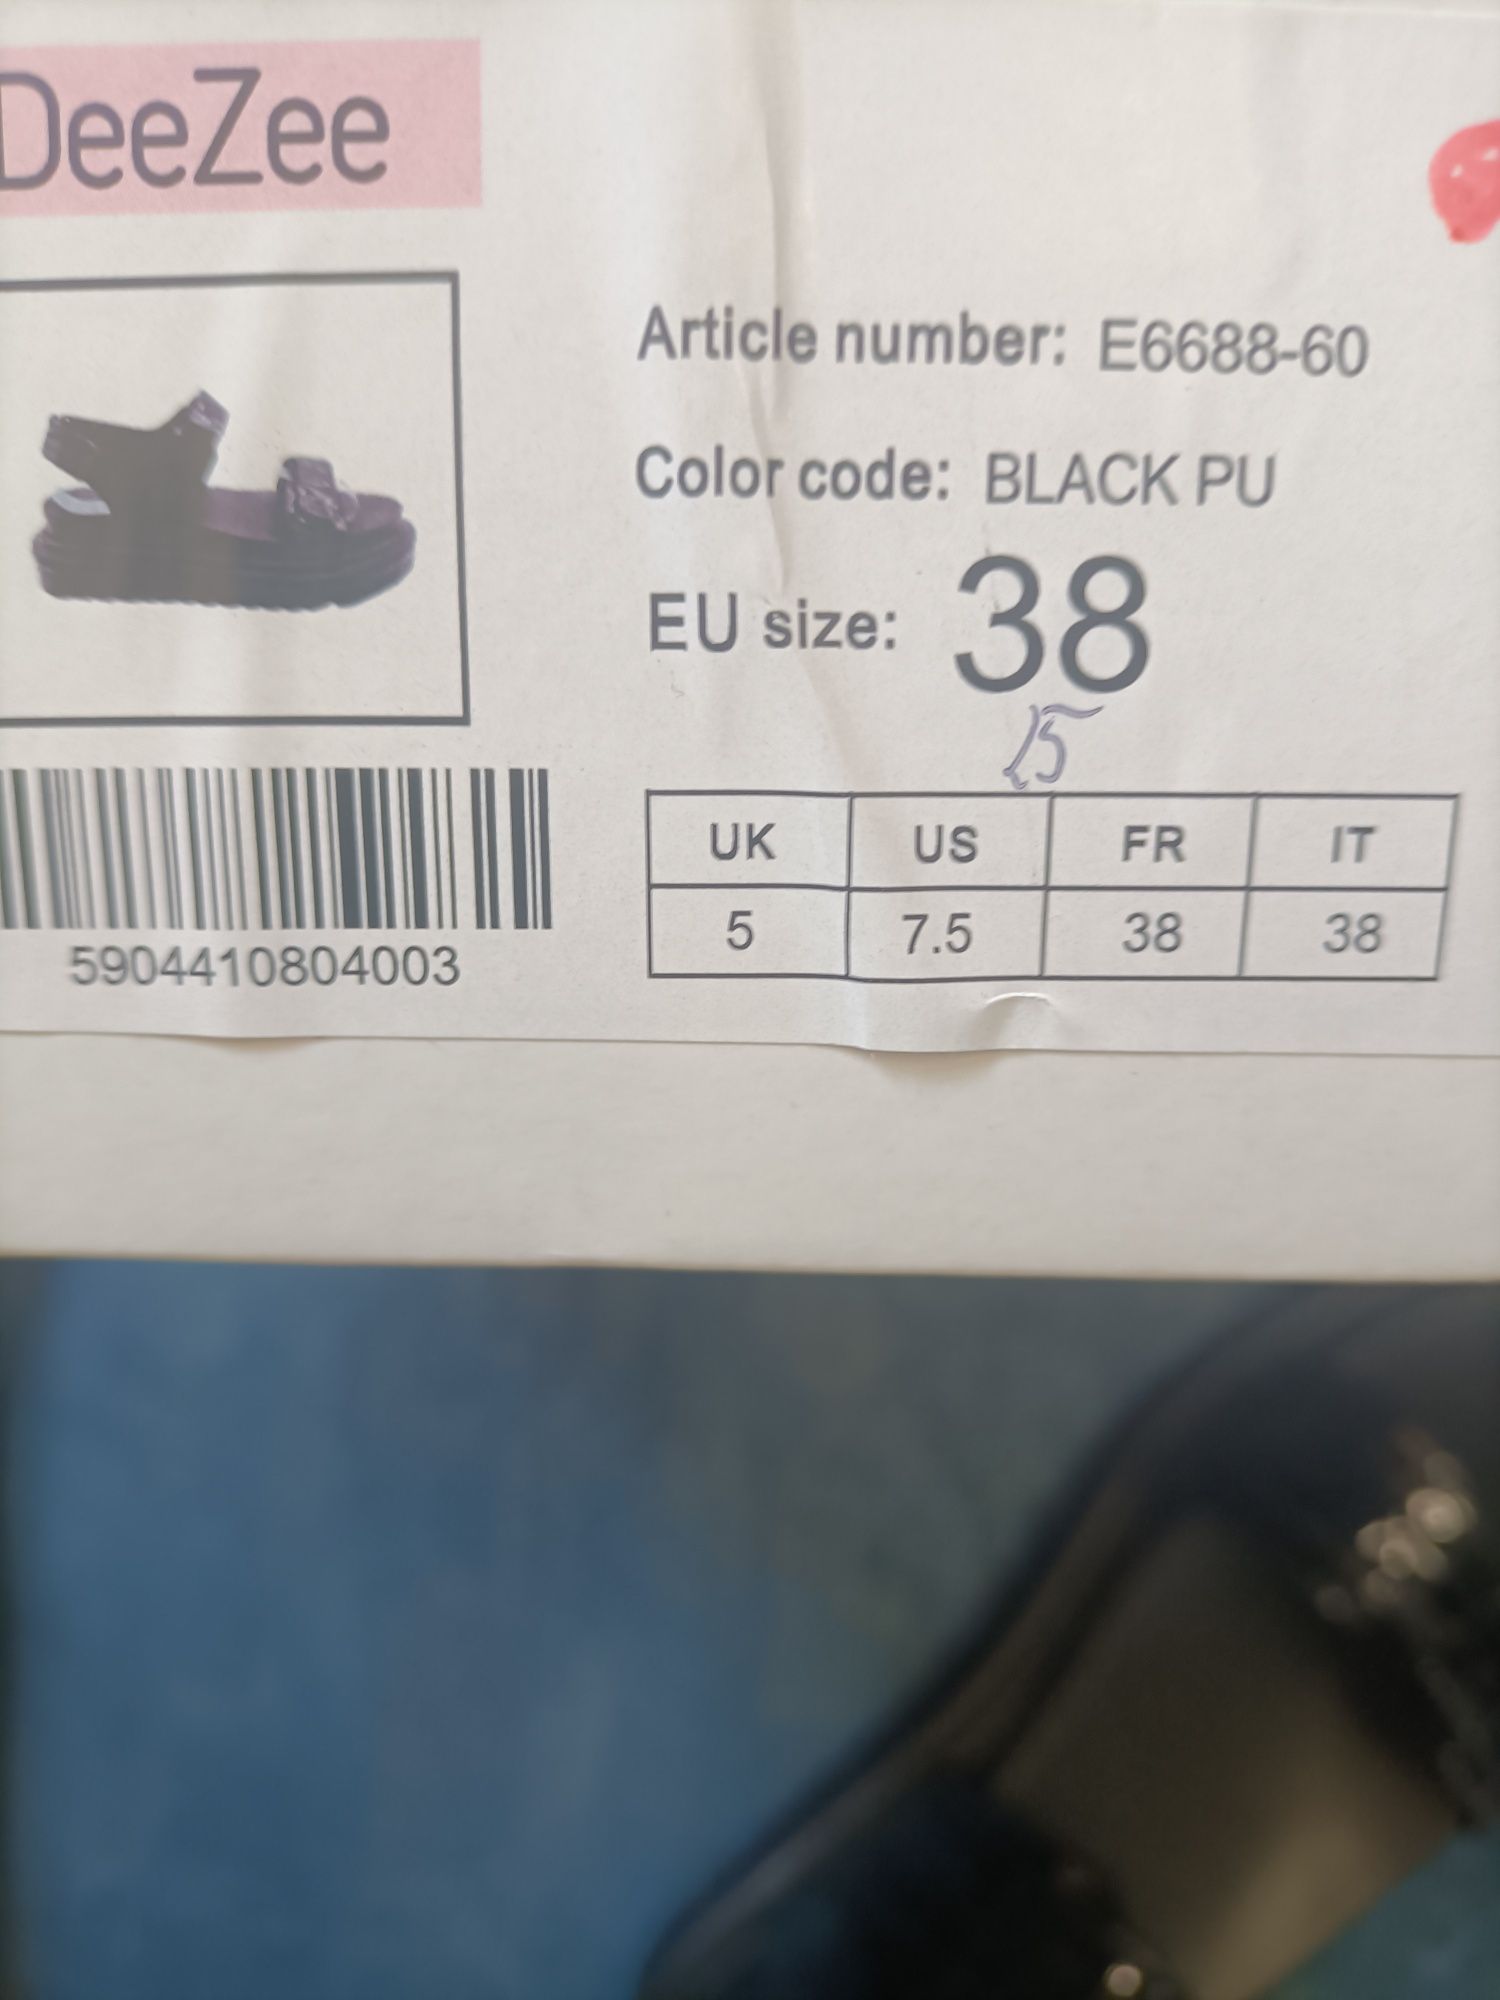 DeeZee
Article number: E6688-60
Color code: BLACK PU
EU size: 38
15
UK US FR IT
5 7.5 38 38
5904410804003